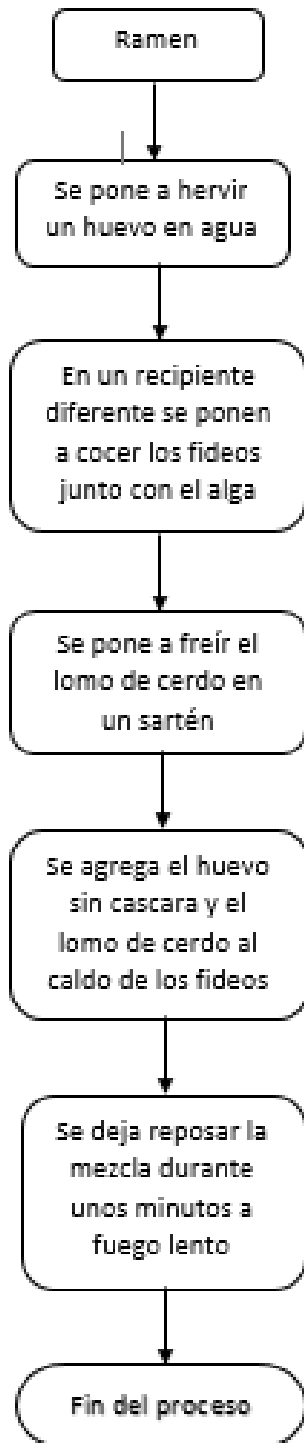 Ramen
Se pone a hervir
un huevo en agua
En un recipiente
diferente se ponen
a cocer los fideos
junto con el alga
Se pone a freír el
lomo de cerdo en
un sartén
Se agrega el huevo
sin cascara y el
lomo de cerdo al
caldo de los fideos
Se deja reposar la
mezcla durante
unos minutos a
fuego lento
Fin del proceso